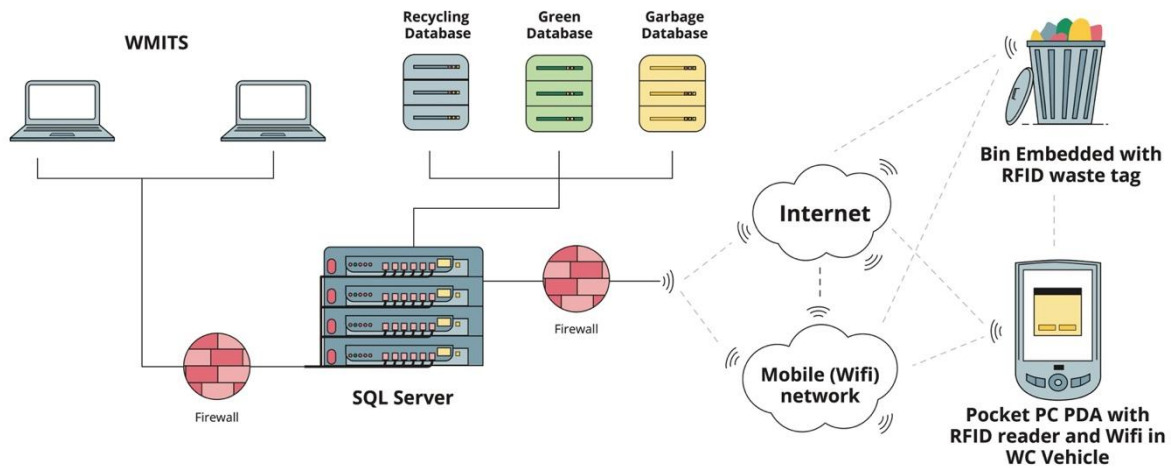 WMITS
Recycling
Database
Green
Database
Garbage
Database
Bin Embedded with
RFID waste tag
Internet
Firewall
Mobile (Wifi)
network
SQL Server
Firewall
Pocket PC PDA with
RFID reader and Wifi in
WC Vehicle